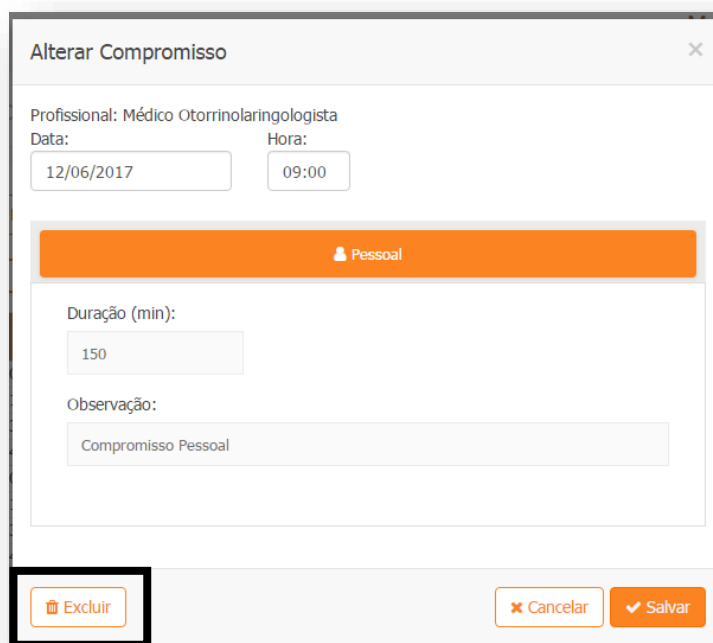 Alterar Compromisso
Profissional: Médico Otorrinolaringologista
Data: Hora:
12/06/2017 09:00
Pessoal
Duração (min):
150
Observação:
Compromisso Pessoal
Excluir Cancelar Salvar